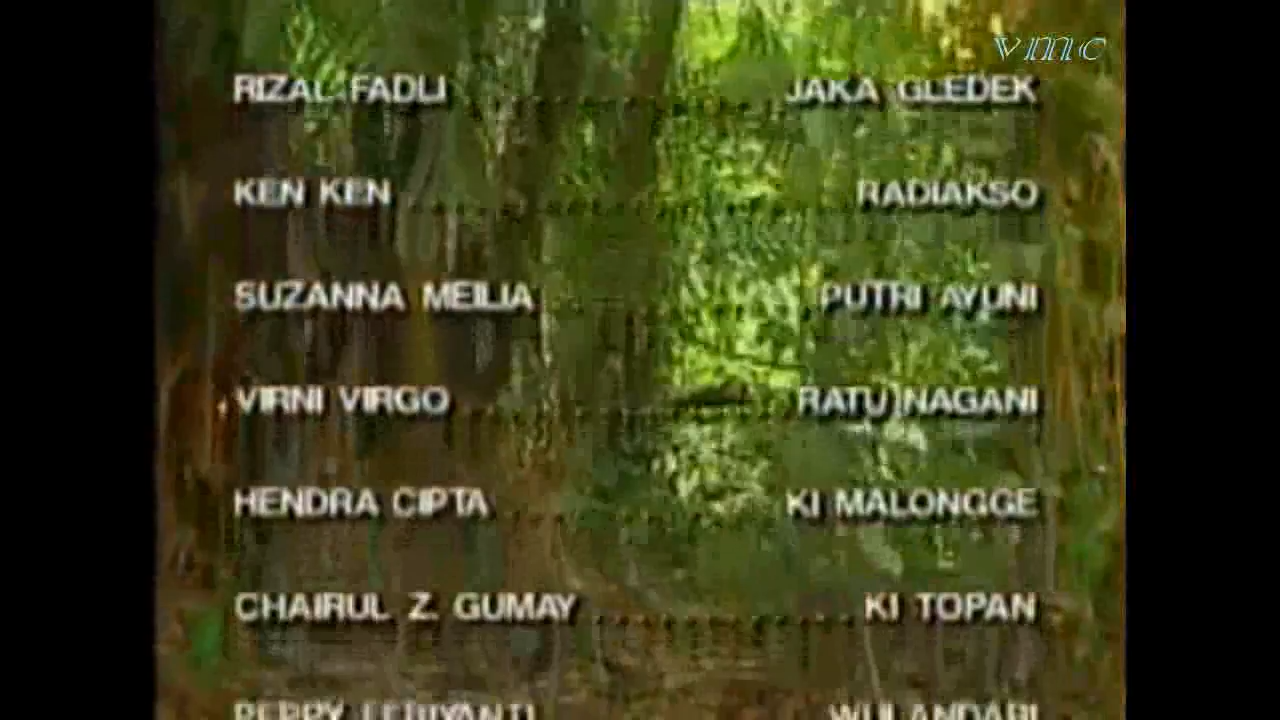 vmc
RIZAL FADLI ................ JAKA GLEDEK
KEN KEN ................ RADIAKSO
SUZANNA MEILIA ................ PUTRI AYUNI
VIRNI VIRGO ................ RATU NAGANI
HENDRA CIPTA ................ KI MALONGGE
CHAIRUL Z. GUMAY ................ KI TOPAN
WULANDARI